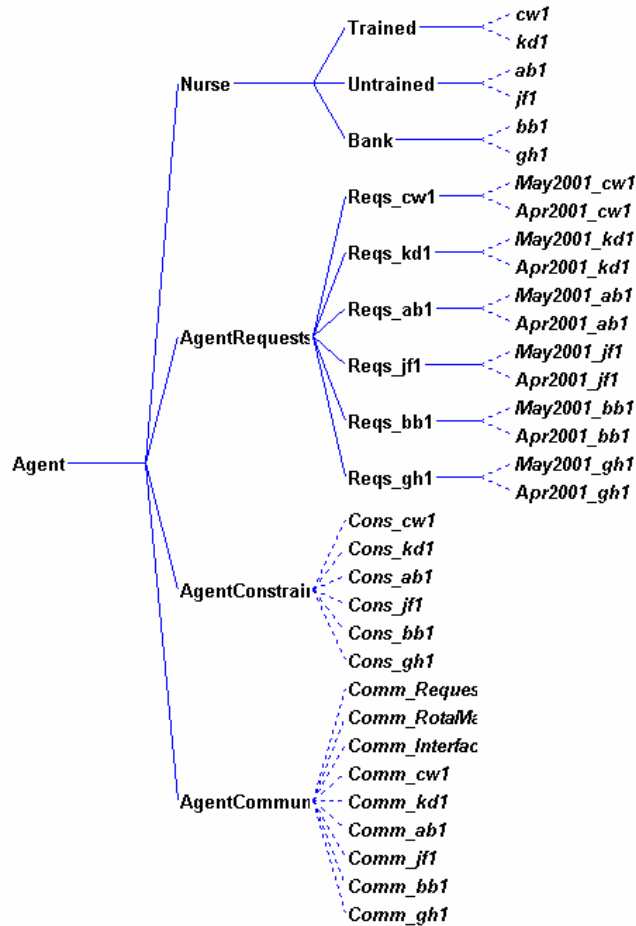 Agent
Nurse
Trained
cw1
kd1
Untrained
ab1
jf1
Bank
bb1
gh1
AgentRequests
Reqs_cw1
May2001_cw1
Apr2001_cw1
Reqs_kd1
May2001_kd1
Apr2001_kd1
Reqs_ab1
May2001_ab1
Apr2001_ab1
Reqs_jf1
May2001_jf1
Apr2001_jf1
Reqs_bb1
May2001_bb1
Apr2001_bb1
Reqs_gh1
May2001_gh1
Apr2001_gh1
AgentConstrain
Cons_cw1
Cons_kd1
Cons_ab1
Cons_jf1
Cons_bb1
Cons_gh1
AgentCommun
Comm_Reques
Comm_RotaMa
Comm_Interfac
Comm_cw1
Comm_kd1
Comm_ab1
Comm_jf1
Comm_bb1
Comm_gh1